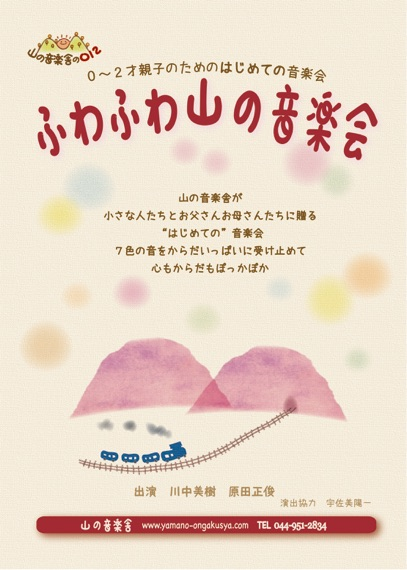 山の音楽舎の012
0〜2才親子のためのはじめての音楽会
ふわふわ山の音楽会
山の音楽舎が
小さな人たちとお父さんお母さんたちに贈る
“はじめての”音楽会
7色の音をからだいっぱいに受け止めて
心もからだもぽっかぽか
出演　川中美樹　原田正俊
演出協力　宇佐美陽一
山の音楽舎　www.yamano-ongakusya.com　TEL 044-951-2834